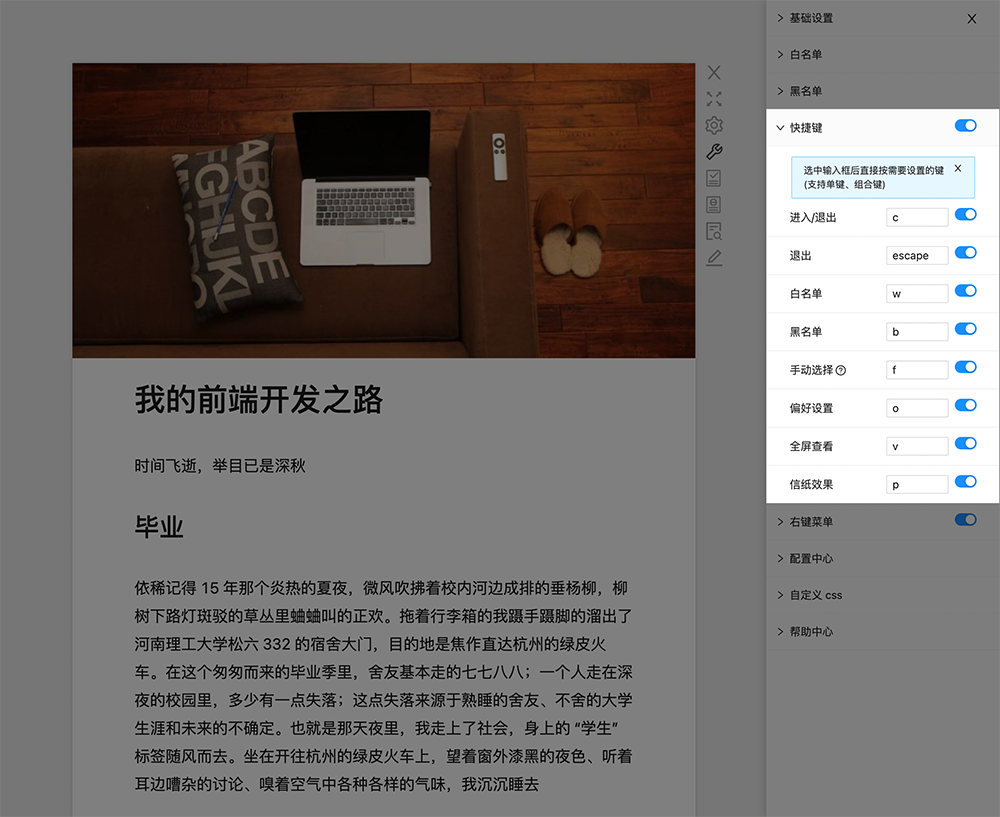 ABCDE
FGHIJKL
我的前端开发之路
时间飞逝，举目已是深秋
毕业
依稀记得 15 年那个炎热的夏夜，微风吹拂着校内河边成排的垂杨柳，柳
树下路灯斑驳的草丛里蛐蛐叫的正欢。拖着行李箱的我蹑手蹑脚的溜出了
河南理工大学松六 332 的宿舍大门，目的地是焦作直达杭州的绿皮火
车。在这个匆匆而来的毕业季里，舍友基本走的七七八八；一个人走在深
夜的校园里，多少有一点失落；这点失落来源于熟睡的舍友、不舍的大学
生涯和未来的不确定。也就是那天夜里，我走上了社会，身上的 “学生”
标签随风而去。坐在开往杭州的绿皮火车上，望着窗外漆黑的夜色、听着
耳边嘈杂的讨论、嗅着空气中各种各样的气味，我沉沉睡去
基础设置
白名单
黑名单
快捷键
选中输入框后直接按需要设置的键
(支持单键、组合键)
进入/退出 c
退出 escape
白名单 w
黑名单 b
手动选择 f
偏好设置 o
全屏查看 v
信纸效果 p
右键菜单
配置中心
自定义 css
帮助中心